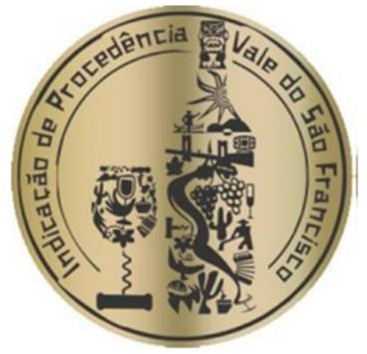 Indicação de Procedência
Vale do São Francisco